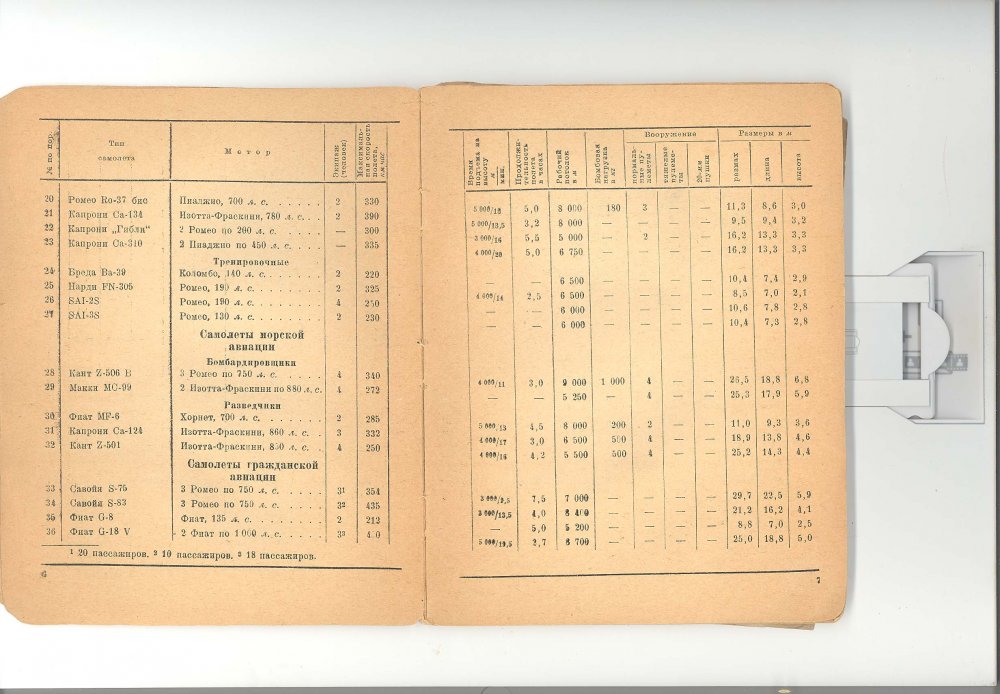 № по пор.
Тип самолета
Мотор
Экипаж (человек)
Максимальная скорость полета, км/час
20 Ромео Ro-37 бис Пиаджио, 700 л. с. 2 330
21 Капрони Ca-134 Изотта-Фраскини, 780 л. с. 2 390
22 Капрони „Гибли" 2 Ромео по 200 л. с. — 300
23 Капрони Ca-310 2 Пиаджио по 450 л. с. — 335
Тренировочные
24 Бреда Ba-39 Коломбо, 140 л. с. 2 220
25 Нарди FN-305 Ромео, 190 л. с. 2 325
26 SAI-2S Ромео, 190 л. с. 4 250
27 SAI-3S Ромео, 130 л. с. 2 230
Самолеты морской
авиации
Бомбардировщики
28 Кант Z-506 B 3 Ромео по 750 л. с. 4 340
29 Макки MC-99 2 Изотта-Фраскини по 880 л. с. 4 272
Разведчики
30 Фиат MF-6 Хорнет, 700 л. с. 2 285
31 Капрони Ca-124 Изотта-Фраскини, 860 л. с. 3 332
32 Кант Z-501 Изотта-Фраскини, 850 л. с. 4 250
Самолеты гражданской
авиации
33 Савойя S-75 3 Ромео по 750 л. с. 3¹ 354
34 Савойя S-83 3 Ромео по 750 л. с. 3² 435
35 Фиат G-8 Фиат, 135 л. с. 2 212
36 Фиат G-18 V 2 Фиат по 1 000 л. с. 3³
¹ 20 пассажиров. ² 10 пассажиров. ³ 18 пассажиров.
6
Время подъема на высоту м мин.
Продолжительность полета в часах
Рабочий потолок в м
Бомбовая нагрузка в кг
Вооружение
нормальные пулеметы
тяжелые пулеметы
20-мм пушки
Размеры в м
размах
длина
высота
5 000/18 5,0 8 000 180 3 — — 11,3 8,6 3,0
5 000/13,5 3,2 8 000 — — — — 9,5 9,4 3,2
3 000/16 5,5 5 000 — 2 — — 16,2 13,3 3,3
4 000/20 5,0 6 750 — — — — 16,2 13,3 3,3
— — 6 500 — — — — 10,4 7,4 2,9
4 000/14 2,5 6 500 — — — — 8,5 7,0 2,1
— — 6 000 — — — — 10,6 7,8 2,8
— — 6 000 — — — — 10,4 7,3 2,8
4 000/11 3,0 9 000 1 000 4 — — 26,5 18,8 6,8
— — 5 250 — 4 — — 25,3 17,9 5,9
5 000/13 4,5 8 000 200 2 — — 11,0 9,3 3,6
4 000/17 3,0 6 500 500 4 — — 18,9 13,8 4,6
4 000/16 4,2 5 500 500 4 — — 25,2 14,3 4,4
3 000/9,5 7,5 7 000 — — — — 29,7 22,5 5,9
3 000/13,5 4,0 8 400 — — — — 21,2 16,2 4,1
— 5,0 5 200 — — — — 8,8 7,0 2,5
5 000/19,5 2,7 8 700 — — — — 25,0 18,8 5,0
7